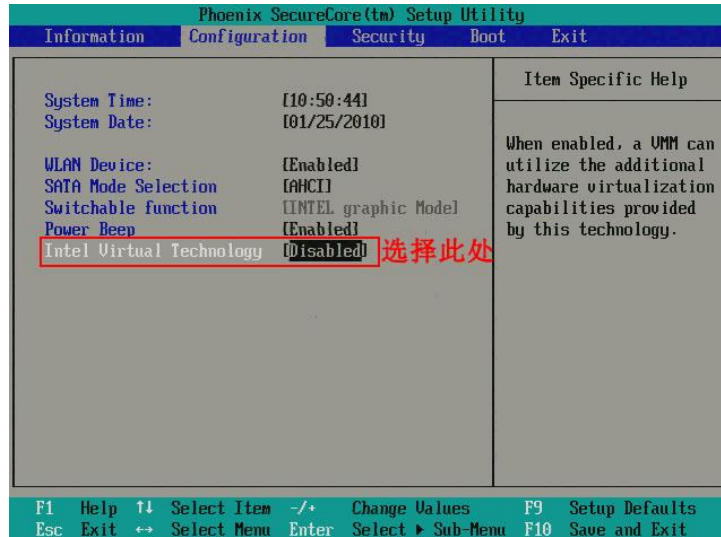 Phoenix SecureCore(tm) Setup Utility
Information Configuration Security Boot Exit
Item Specific Help
System Time: [10:50:44]
System Date: [01/25/2010]
WLAN Device: [Enabled]
SATA Mode Selection [AHCI]
Switchable function [INTEL graphic Mode]
Power Beep [Enabled]
Intel Virtual Technology [Disabled] 选择此处
When enabled, a VMM can
utilize the additional
hardware virtualization
capabilities provided
by this technology.
F1 Help ↑↓ Select Item -/+ Change Values F9 Setup Defaults
Esc Exit ↔ Select Menu Enter Select ▶ Sub-Menu F10 Save and Exit